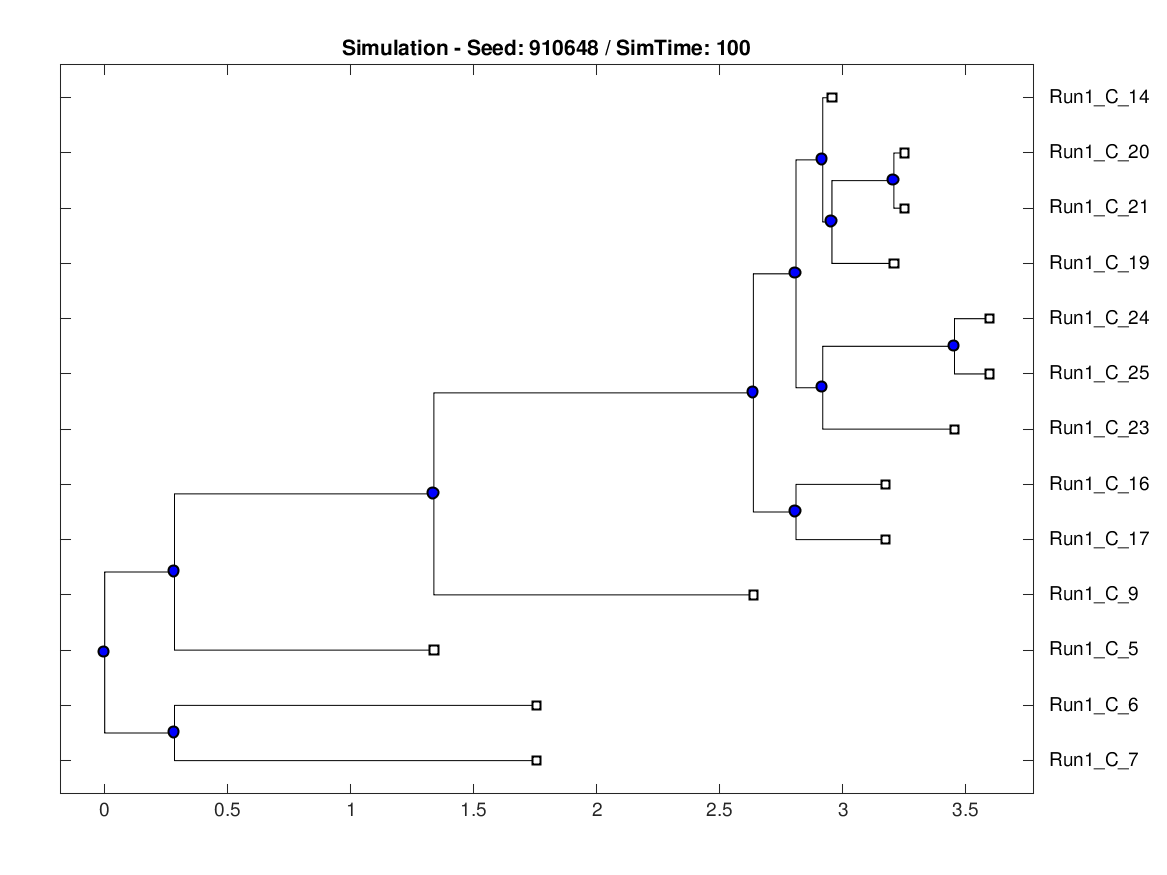 Simulation - Seed: 910648 / SimTime: 100
Run1_C_14
Run1_C_20
Run1_C_21
Run1_C_19
Run1_C_24
Run1_C_25
Run1_C_23
Run1_C_16
Run1_C_17
Run1_C_9
Run1_C_5
Run1_C_6
Run1_C_7
0 0.5 1 1.5 2 2.5 3 3.5